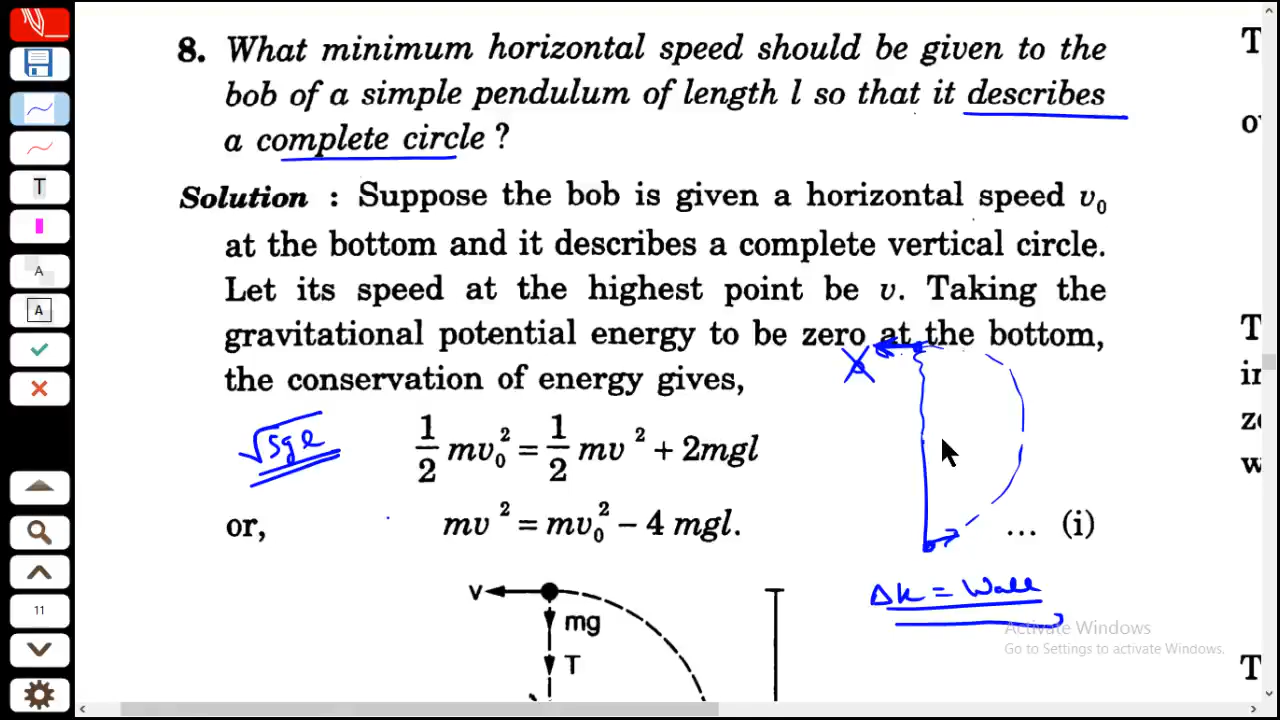 8. What minimum horizontal speed should be given to the
bob of a simple pendulum of length l so that it describes
a complete circle ?
Solution : Suppose the bob is given a horizontal speed v₀
at the bottom and it describes a complete vertical circle.
Let its speed at the highest point be v. Taking the
gravitational potential energy to be zero at the bottom,
the conservation of energy gives,
√5gl
1/2 mv₀² = 1/2 mv² + 2mgl
or, mv² = mv₀² – 4 mgl. ... (i)
Δk = Wall
v
mg
T
Activate Windows
Go to Settings to activate Windows.
T
A
A
11
T
o
T
in
z
w
T